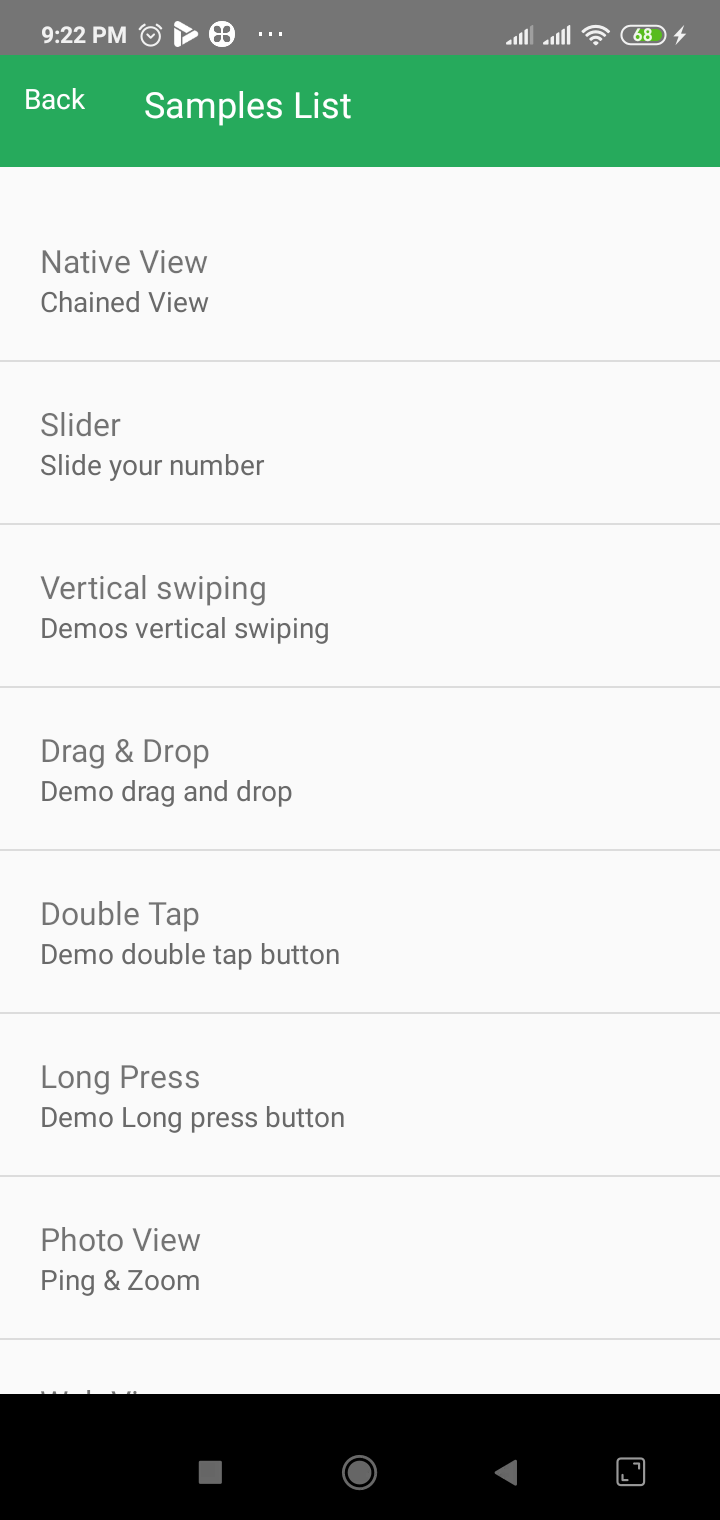 9:22 PM ... 68
Back Samples List
Native View
Chained View
Slider
Slide your number
Vertical swiping
Demos vertical swiping
Drag & Drop
Demo drag and drop
Double Tap
Demo double tap button
Long Press
Demo Long press button
Photo View
Ping & Zoom